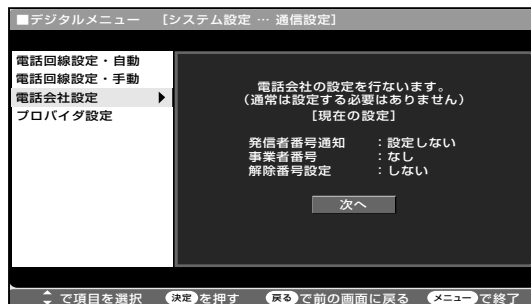 ■デジタルメニュー [システム設定 … 通信設定]
電話回線設定・自動
電話回線設定・手動
電話会社設定 ▶
プロバイダ設定
電話会社の設定を行ないます。
(通常は設定する必要はありません)
[現在の設定]
発信者番号通知 :設定しない
事業者番号 :なし
解除番号設定 :しない
次へ
で項目を選択 決定を押す 戻るで前の画面に戻る メニューで終了